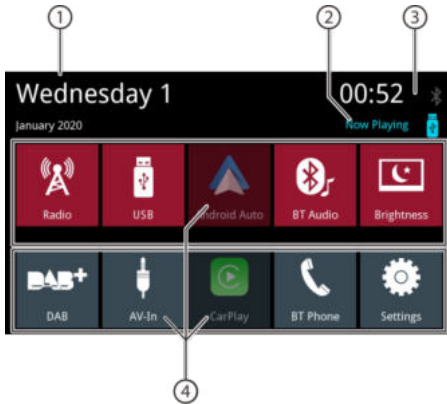 1
2
3
Wednesday 1
00:52
January 2020
Now Playing
Radio
USB
Android Auto
BT Audio
Brightness
DAB+
DAB
AV-In
CarPlay
BT Phone
Settings
4